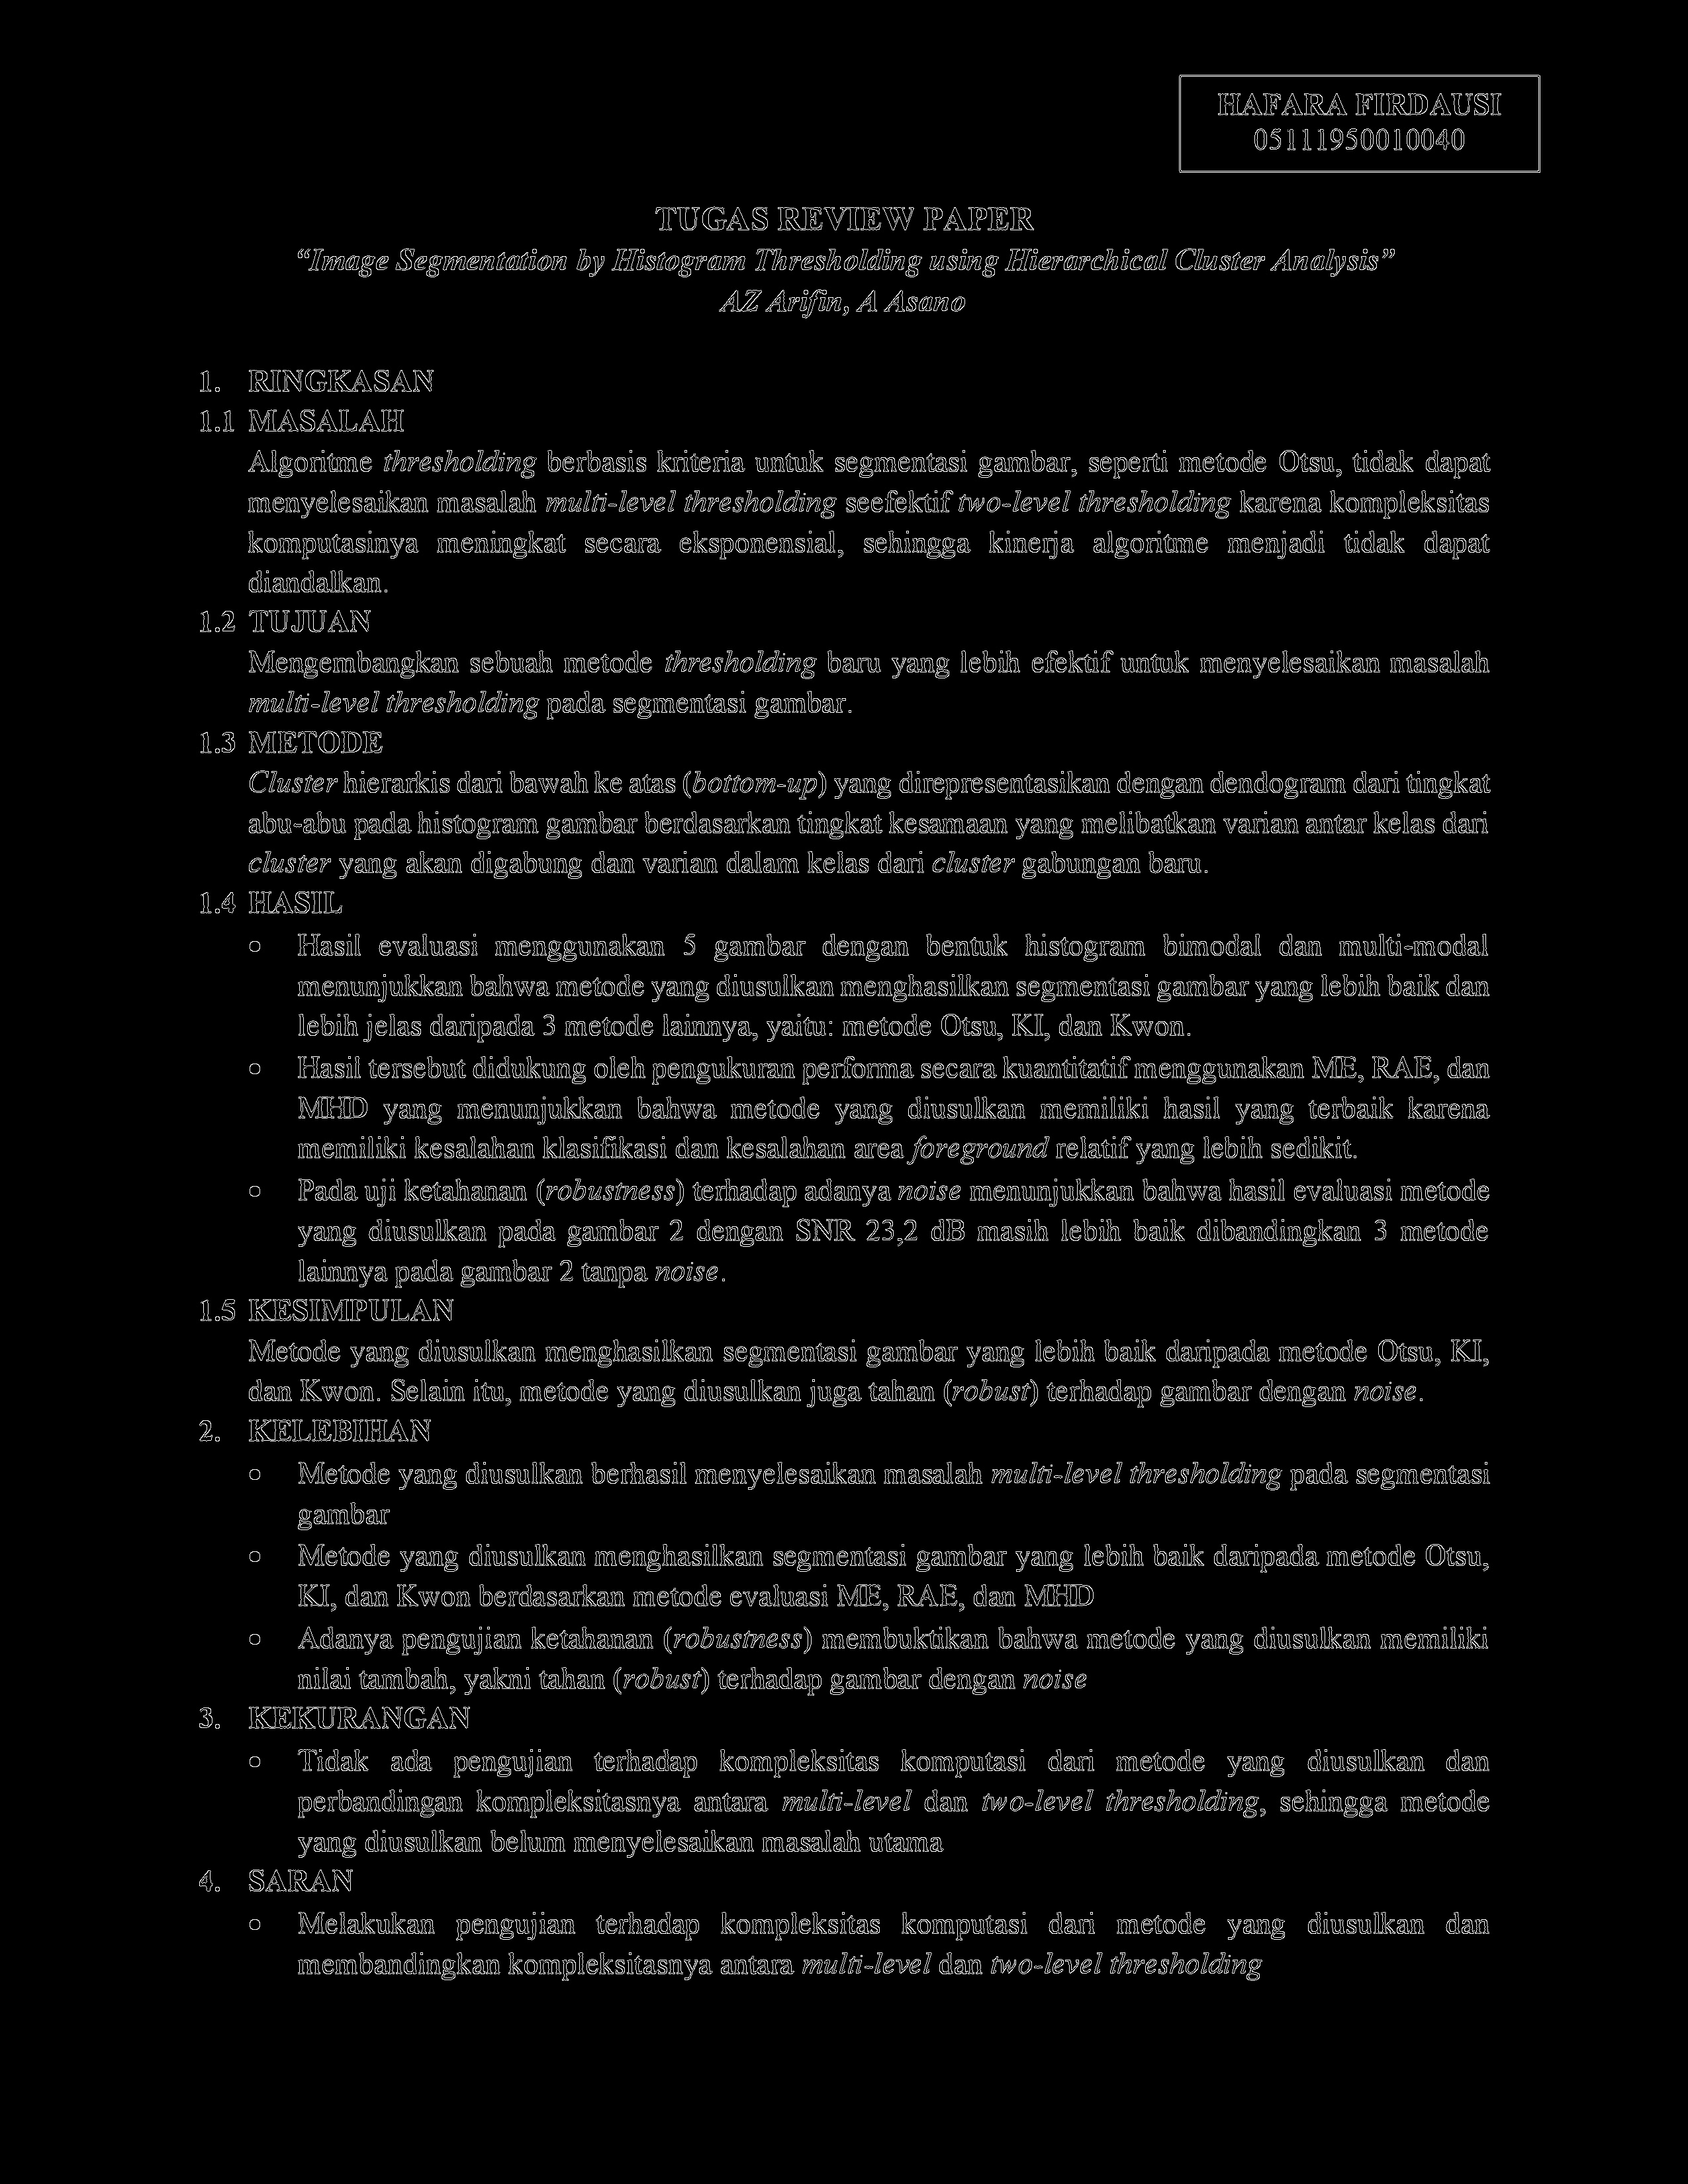 HAFARA FIRDAUSI
05111950010040
TUGAS REVIEW PAPER
“Image Segmentation by Histogram Thresholding using Hierarchical Cluster Analysis”
AZ Arifin, A Asano
1. RINGKASAN
1.1 MASALAH
Algoritme thresholding berbasis kriteria untuk segmentasi gambar, seperti metode Otsu, tidak dapat
menyelesaikan masalah multi-level thresholding seefektif two-level thresholding karena kompleksitas
komputasinya meningkat secara eksponensial, sehingga kinerja algoritme menjadi tidak dapat
diandalkan.
1.2 TUJUAN
Mengembangkan sebuah metode thresholding baru yang lebih efektif untuk menyelesaikan masalah
multi-level thresholding pada segmentasi gambar.
1.3 METODE
Cluster hierarkis dari bawah ke atas (bottom-up) yang direpresentasikan dengan dendogram dari tingkat
abu-abu pada histogram gambar berdasarkan tingkat kesamaan yang melibatkan varian antar kelas dari
cluster yang akan digabung dan varian dalam kelas dari cluster gabungan baru.
1.4 HASIL
○ Hasil evaluasi menggunakan 5 gambar dengan bentuk histogram bimodal dan multi-modal
menunjukkan bahwa metode yang diusulkan menghasilkan segmentasi gambar yang lebih baik dan
lebih jelas daripada 3 metode lainnya, yaitu: metode Otsu, KI, dan Kwon.
○ Hasil tersebut didukung oleh pengukuran performa secara kuantitatif menggunakan ME, RAE, dan
MHD yang menunjukkan bahwa metode yang diusulkan memiliki hasil yang terbaik karena
memiliki kesalahan klasifikasi dan kesalahan area foreground relatif yang lebih sedikit.
○ Pada uji ketahanan (robustness) terhadap adanya noise menunjukkan bahwa hasil evaluasi metode
yang diusulkan pada gambar 2 dengan SNR 23,2 dB masih lebih baik dibandingkan 3 metode
lainnya pada gambar 2 tanpa noise.
1.5 KESIMPULAN
Metode yang diusulkan menghasilkan segmentasi gambar yang lebih baik daripada metode Otsu, KI,
dan Kwon. Selain itu, metode yang diusulkan juga tahan (robust) terhadap gambar dengan noise.
2. KELEBIHAN
○ Metode yang diusulkan berhasil menyelesaikan masalah multi-level thresholding pada segmentasi
gambar
○ Metode yang diusulkan menghasilkan segmentasi gambar yang lebih baik daripada metode Otsu,
KI, dan Kwon berdasarkan metode evaluasi ME, RAE, dan MHD
○ Adanya pengujian ketahanan (robustness) membuktikan bahwa metode yang diusulkan memiliki
nilai tambah, yakni tahan (robust) terhadap gambar dengan noise
3. KEKURANGAN
○ Tidak ada pengujian terhadap kompleksitas komputasi dari metode yang diusulkan dan
perbandingan kompleksitasnya antara multi-level dan two-level thresholding, sehingga metode
yang diusulkan belum menyelesaikan masalah utama
4. SARAN
○ Melakukan pengujian terhadap kompleksitas komputasi dari metode yang diusulkan dan
membandingkan kompleksitasnya antara multi-level dan two-level thresholding